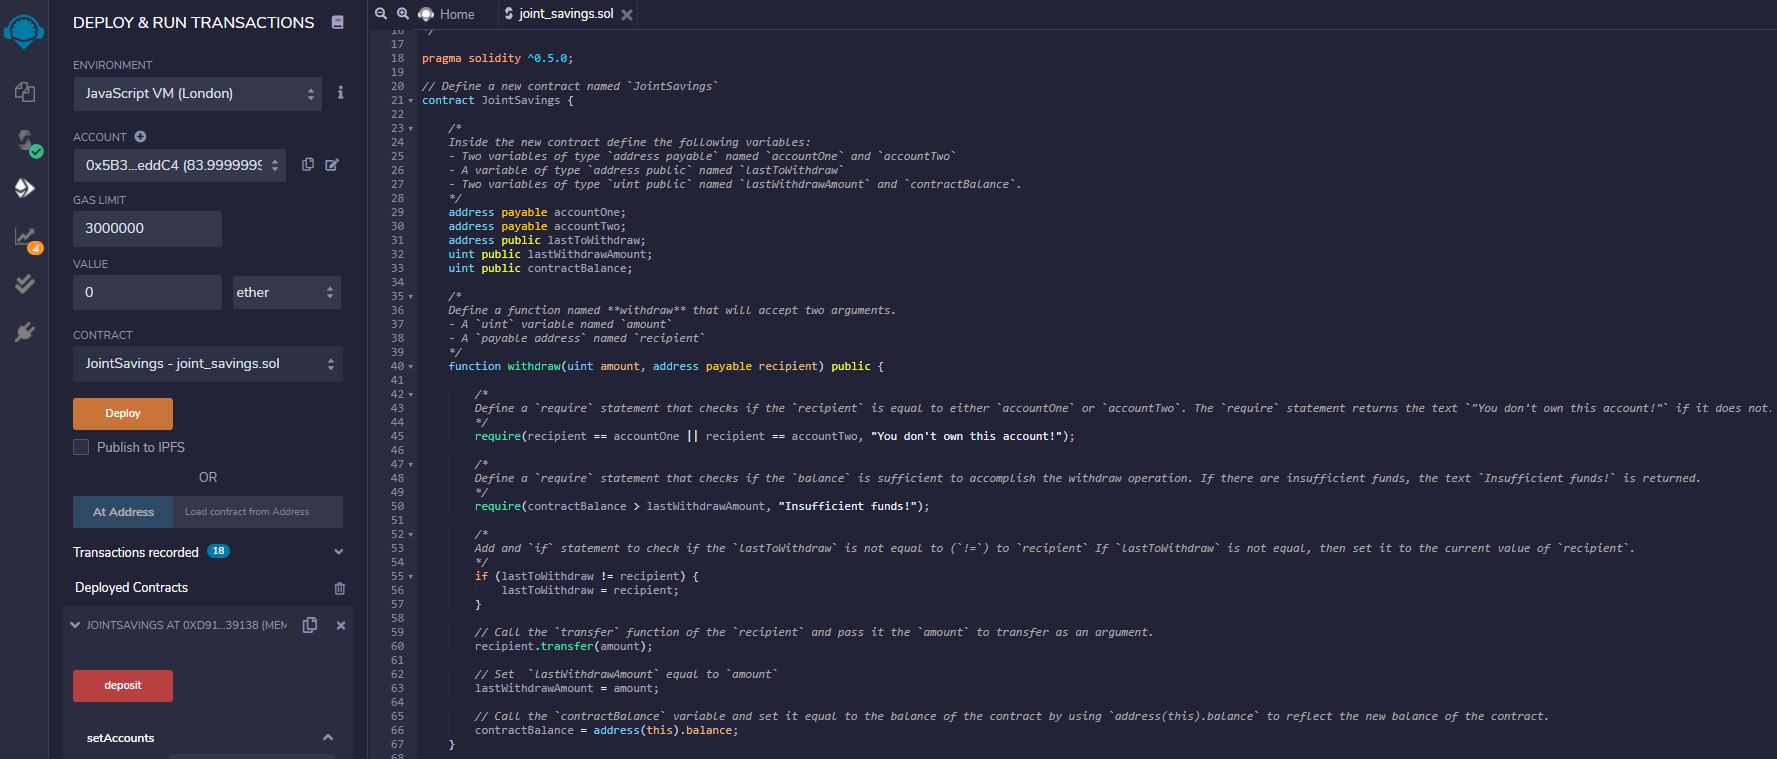 DEPLOY & RUN TRANSACTIONS
ENVIRONMENT
JavaScript VM (London)
i
ACCOUNT
0x5B3...eddC4 (83.9999999
GAS LIMIT
3000000
4
VALUE
0
ether
CONTRACT
JointSavings - joint_savings.sol
Deploy
Publish to IPFS
OR
At Address
Load contract from Address
Transactions recorded 18
Deployed Contracts
JOINTSAVINGS AT 0XD91...39138 (MEM
deposit
setAccounts
Home
joint_savings.sol
16 */
17
18 pragma solidity ^0.5.0;
19
20 // Define a new contract named `JointSavings`
21 contract JointSavings {
22
23 /*
24 Inside the new contract define the following variables:
25 - Two variables of type `address payable` named `accountOne` and `accountTwo`
26 - A variable of type `address public` named `lastToWithdraw`
27 - Two variables of type `uint public` named `lastWithdrawAmount` and `contractBalance`.
28 */
29 address payable accountOne;
30 address payable accountTwo;
31 address public lastToWithdraw;
32 uint public lastWithdrawAmount;
33 uint public contractBalance;
34
35 /*
36 Define a function named **withdraw** that will accept two arguments.
37 - A `uint` variable named `amount`
38 - A `payable address` named `recipient`
39 */
40 function withdraw(uint amount, address payable recipient) public {
41
42 /*
43 Define a `require` statement that checks if the `recipient` is equal to either `accountOne` or `accountTwo`. The `require` statement returns the text `"You don't own this account!"` if it does not.
44 */
45 require(recipient == accountOne || recipient == accountTwo, "You don't own this account!");
46
47 /*
48 Define a `require` statement that checks if the `balance` is sufficient to accomplish the withdraw operation. If there are insufficient funds, the text `Insufficient funds!` is returned.
49 */
50 require(contractBalance > lastWithdrawAmount, "Insufficient funds!");
51
52 /*
53 Add and `if` statement to check if the `lastToWithdraw` is not equal to (`!=`) to `recipient` If `lastToWithdraw` is not equal, then set it to the current value of `recipient`.
54 */
55 if (lastToWithdraw != recipient) {
56 lastToWithdraw = recipient;
57 }
58
59 // Call the `transfer` function of the `recipient` and pass it the `amount` to transfer as an argument.
60 recipient.transfer(amount);
61
62 // Set  `lastWithdrawAmount` equal to `amount`
63 lastWithdrawAmount = amount;
64
65 // Call the `contractBalance` variable and set it equal to the balance of the contract by using `address(this).balance` to reflect the new balance of the contract.
66 contractBalance = address(this).balance;
67 }
68